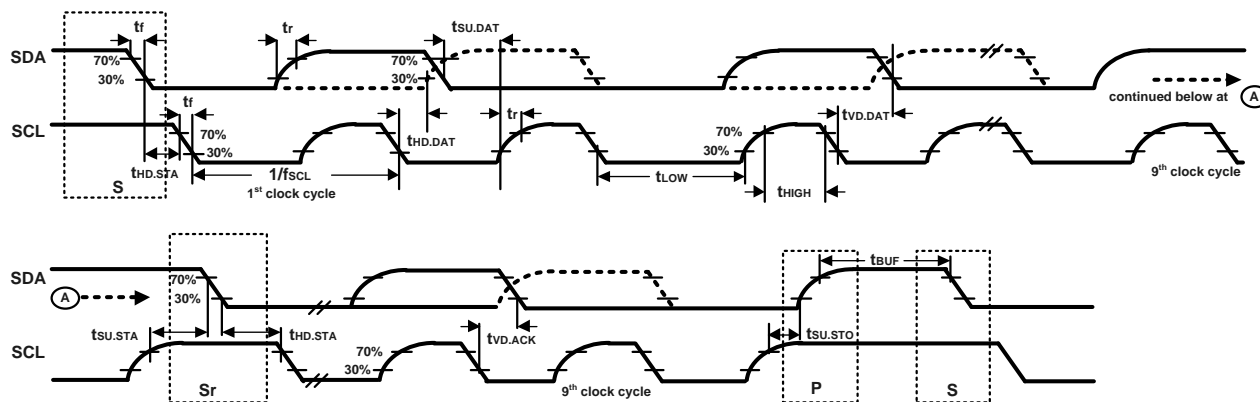 tf tr tSU.DAT
SDA 70% 30% 70% 30%
continued below at A
tf tHD.DAT tr tVD.DAT
SCL 70% 30% 70% 30%
tHD.STA 1/fSCL tLOW tHIGH
S 1st clock cycle 9th clock cycle
SDA 70% 30% tBUF
A
tSU.STA tHD.STA tVD.ACK tSU.STO
SCL 70% 30%
Sr 9th clock cycle P S